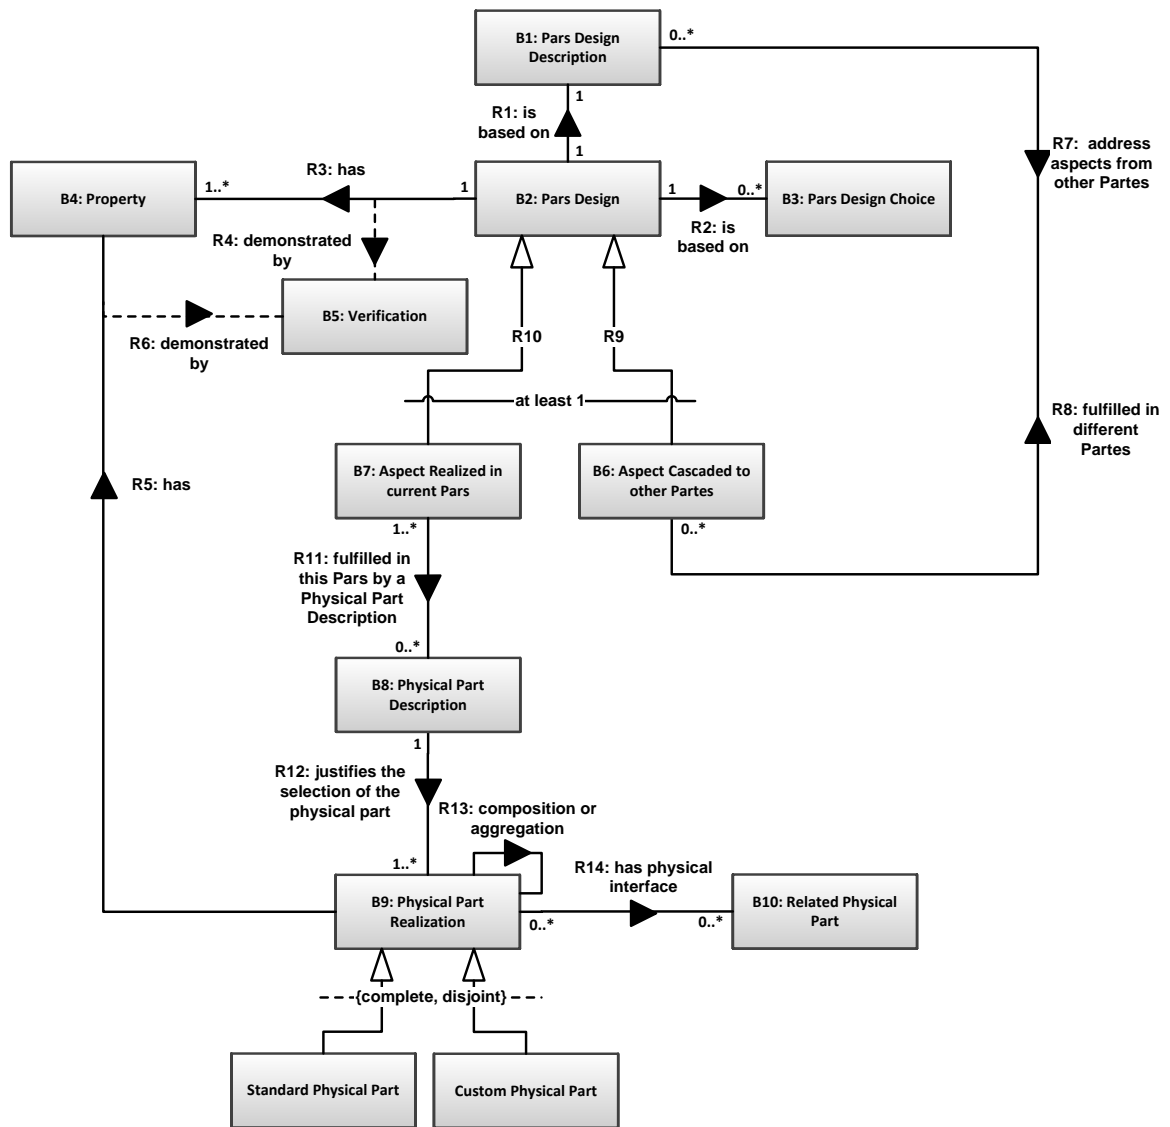 B1: Pars Design
Description
0..*
1
R1: is
based on
1
R7: address
aspects from
other Partes
R3: has
B4: Property
1..*
1
B2: Pars Design
1
0..*
B3: Pars Design Choice
R2: is
based on
R4: demonstrated
by
B5: Verification
R6: demonstrated
by
R10
R9
at least 1
R8: fulfilled in
different
Partes
B7: Aspect Realized in
current Pars
B6: Aspect Cascaded to
other Partes
R5: has
1..*
0..*
R11: fulfilled in
this Pars by a
Physical Part
Description
0..*
B8: Physical Part
Description
1
R12: justifies the
selection of the
physical part
R13: composition or
aggregation
1..*
R14: has physical
interface
B9: Physical Part
Realization
0..*
0..*
B10: Related Physical
Part
{complete, disjoint}
Standard Physical Part
Custom Physical Part